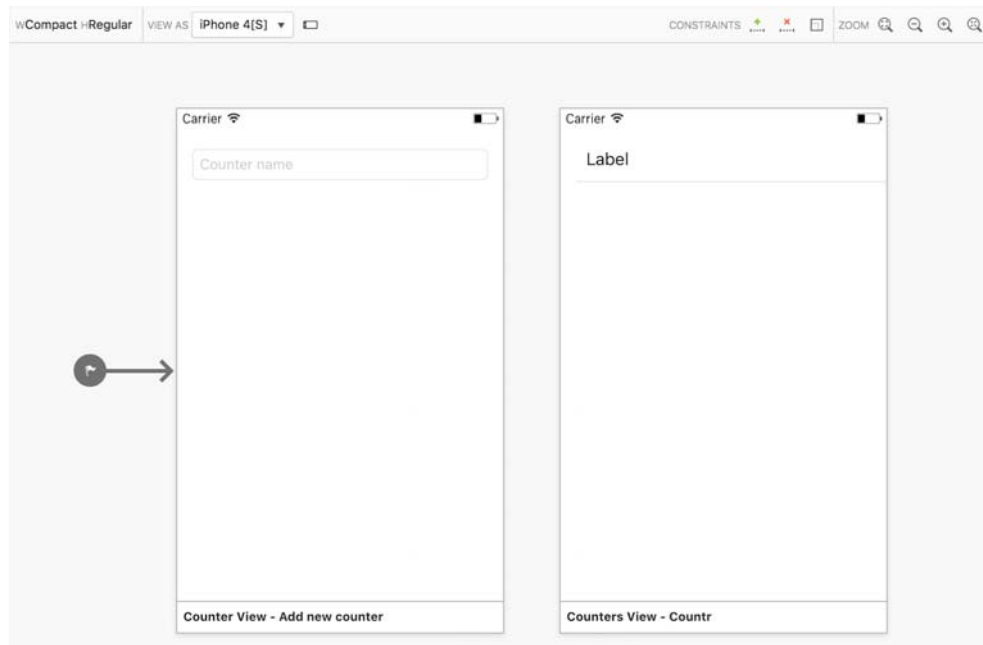 wCompact HRegular VIEW AS iPhone 4[S] CONSTRAINTS ZOOM
Carrier
Counter name
Counter View - Add new counter
Carrier
Label
Counters View - Countr